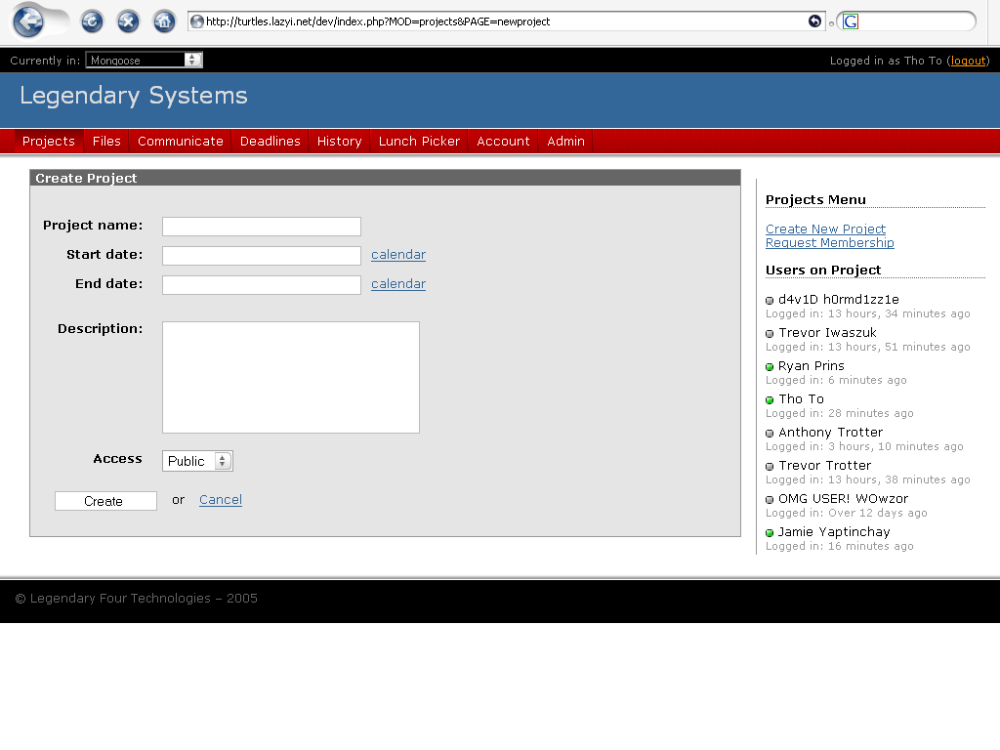 http://turtles.lazyi.net/dev/index.php?MOD=projects&PAGE=newproject
G
Currently in: Mongoose
Logged in as Tho To (logout)
Legendary Systems
Projects Files Communicate Deadlines History Lunch Picker Account Admin
Create Project
Project name:
Start date: calendar
End date: calendar
Description:
Access Public
Create or Cancel
Projects Menu
Create New Project
Request Membership
Users on Project
d4v1D h0rmd1zz1e
Logged in: 13 hours, 34 minutes ago
Trevor Iwaszuk
Logged in: 13 hours, 51 minutes ago
Ryan Prins
Logged in: 6 minutes ago
Tho To
Logged in: 28 minutes ago
Anthony Trotter
Logged in: 3 hours, 10 minutes ago
Trevor Trotter
Logged in: 13 hours, 38 minutes ago
OMG USER! WOwzor
Logged in: Over 12 days ago
Jamie Yaptinchay
Logged in: 16 minutes ago
© Legendary Four Technologies – 2005